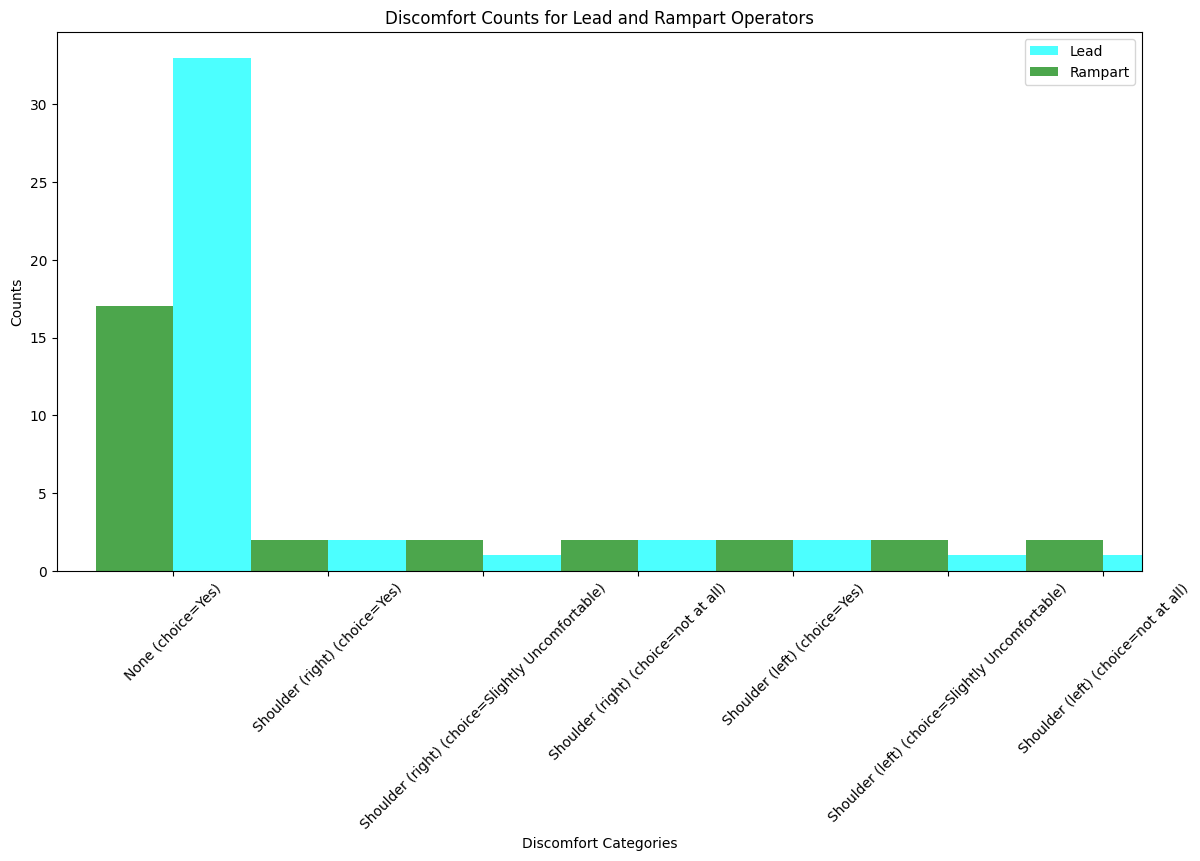 Discomfort Counts for Lead and Rampart Operators
Lead
Rampart
Counts
30
25
20
15
10
5
0
None (choice=Yes)
Shoulder (right) (choice=Yes)
Shoulder (right) (choice=Slightly Uncomfortable)
Shoulder (right) (choice=not at all)
Shoulder (left) (choice=Yes)
Shoulder (left) (choice=Slightly Uncomfortable)
Shoulder (left) (choice=not at all)
Discomfort Categories